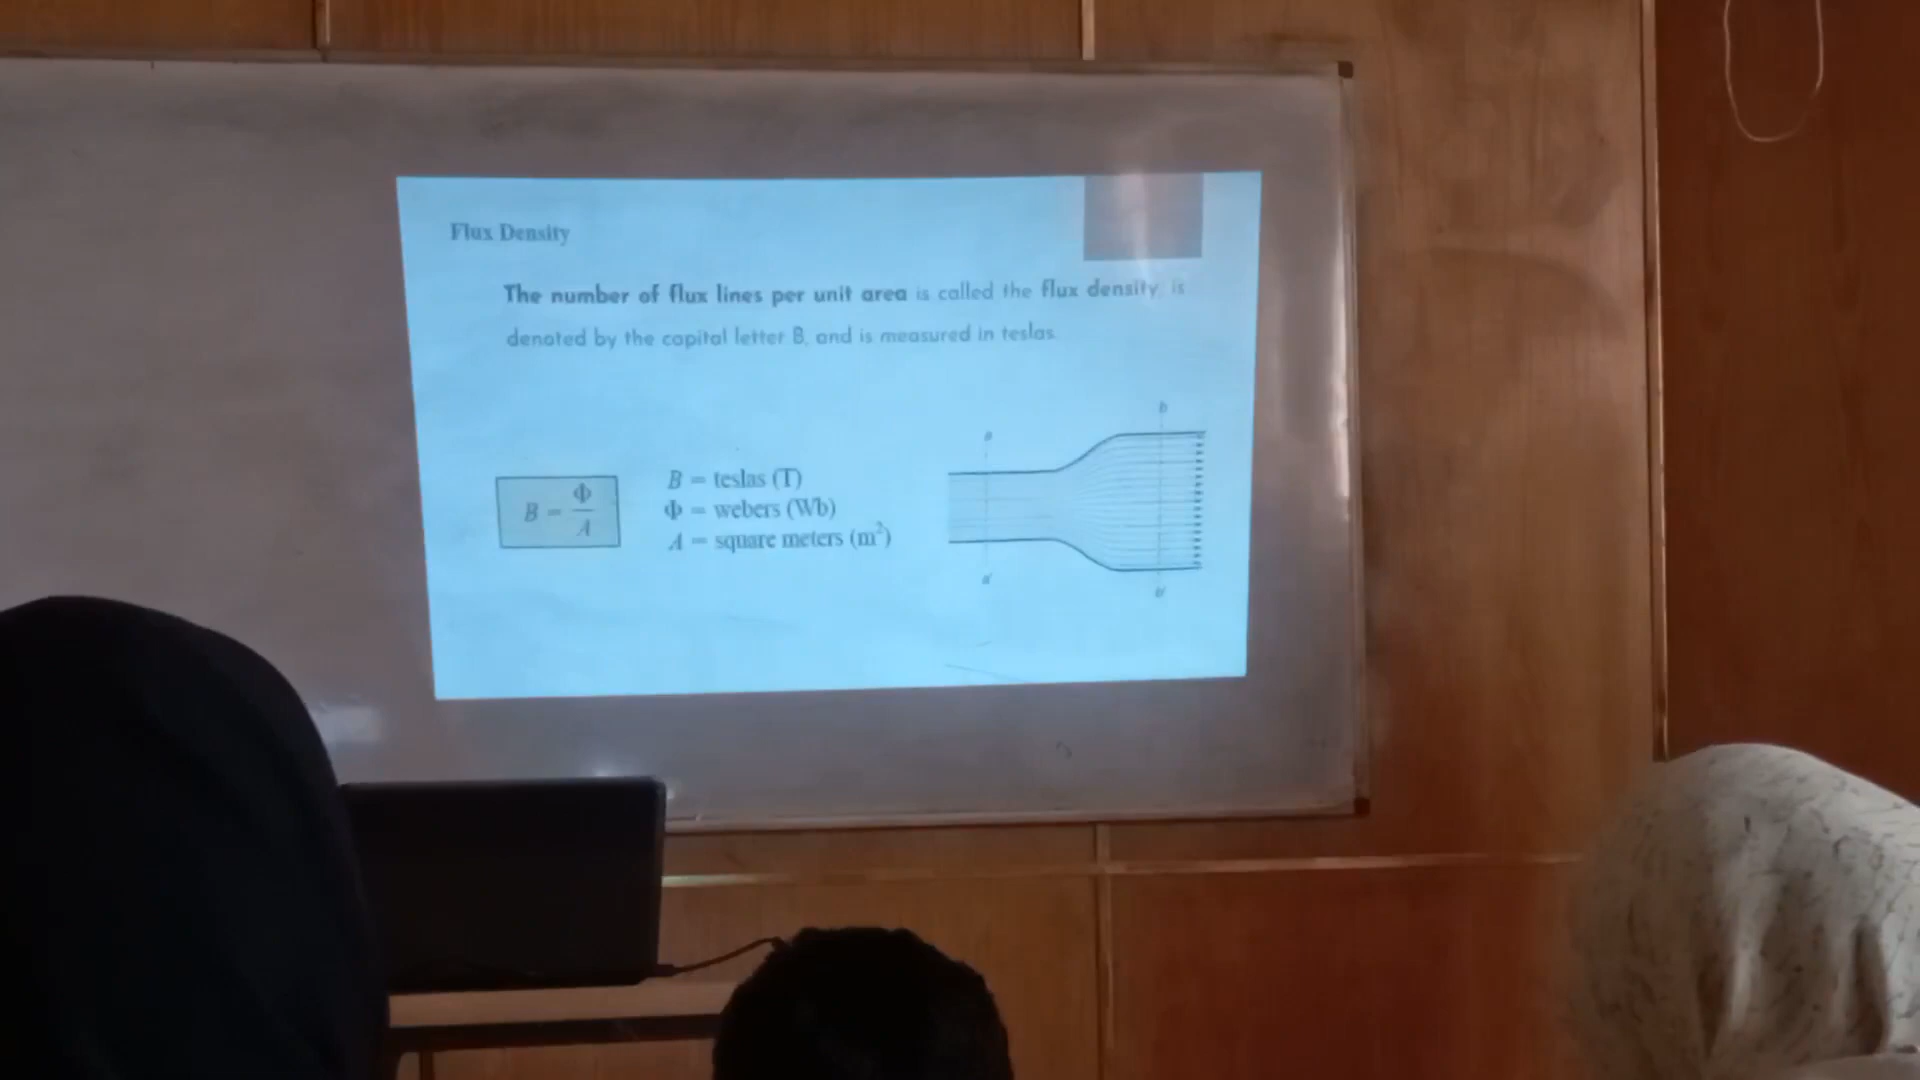 Flux Density
The number of flux lines per unit area is called the flux density, is
denoted by the capital letter B, and is measured in teslas.
B = Φ/A
B = teslas (T)
Φ = webers (Wb)
A = square meters (m²)
a
b
a'
b'